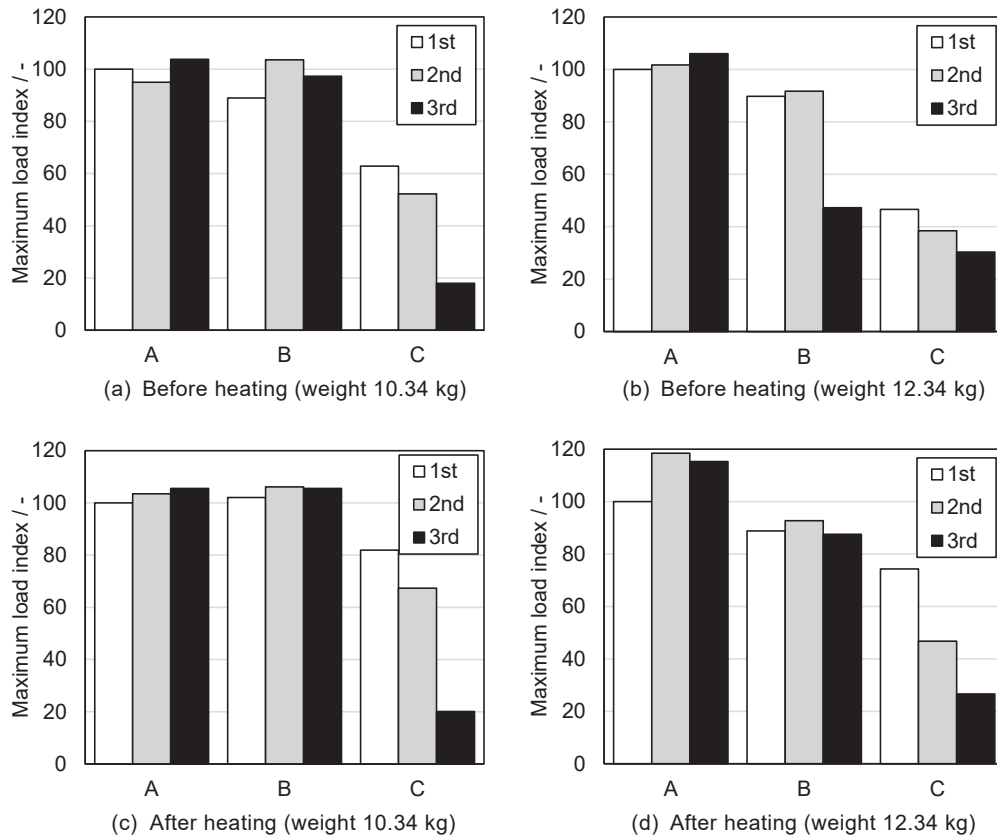 120
100
80
60
40
20
0
Maximum load index / -
1st
2nd
3rd
A B C
(a) Before heating (weight 10.34 kg)
120
100
80
60
40
20
0
Maximum load index / -
1st
2nd
3rd
A B C
(b) Before heating (weight 12.34 kg)
120
100
80
60
40
20
0
Maximum load index / -
1st
2nd
3rd
A B C
(c) After heating (weight 10.34 kg)
120
100
80
60
40
20
0
Maximum load index / -
1st
2nd
3rd
A B C
(d) After heating (weight 12.34 kg)